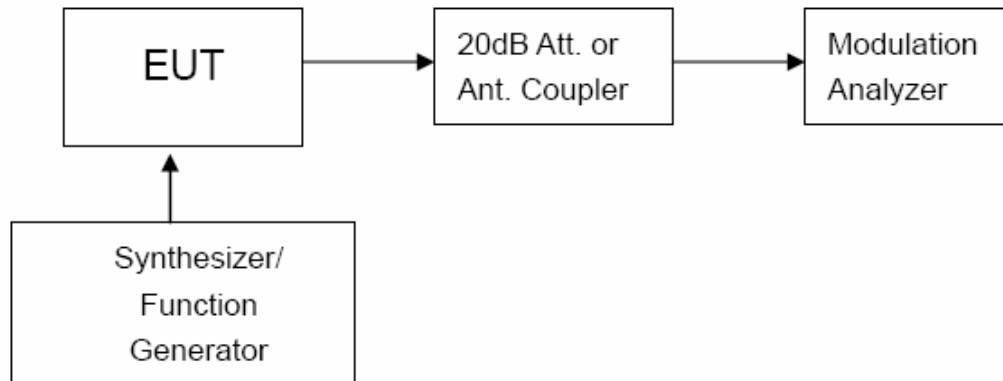 EUT
20dB Att. or
Ant. Coupler
Modulation
Analyzer
Synthesizer/
Function
Generator